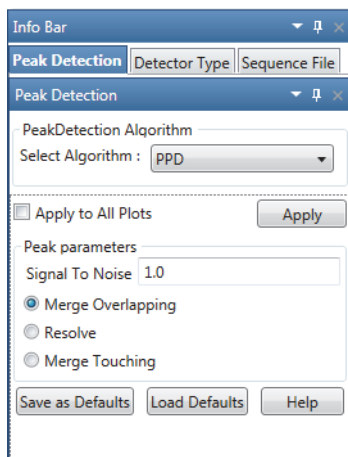 Info Bar
Peak Detection Detector Type Sequence File
Peak Detection
PeakDetection Algorithm
Select Algorithm : PPD
Apply to All Plots Apply
Peak parameters
Signal To Noise 1.0
Merge Overlapping
Resolve
Merge Touching
Save as Defaults Load Defaults Help